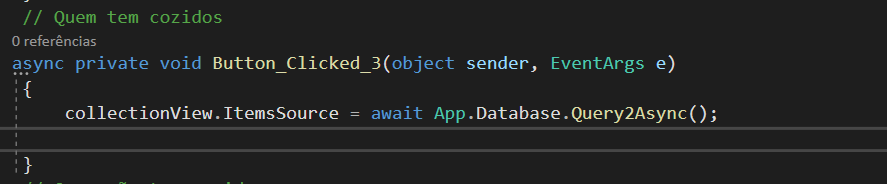 }
// Quem tem cozidos
0 referências
async private void Button_Clicked_3(object sender, EventArgs e)
{
collectionView.ItemsSource = await App.Database.Query2Async();
}
//